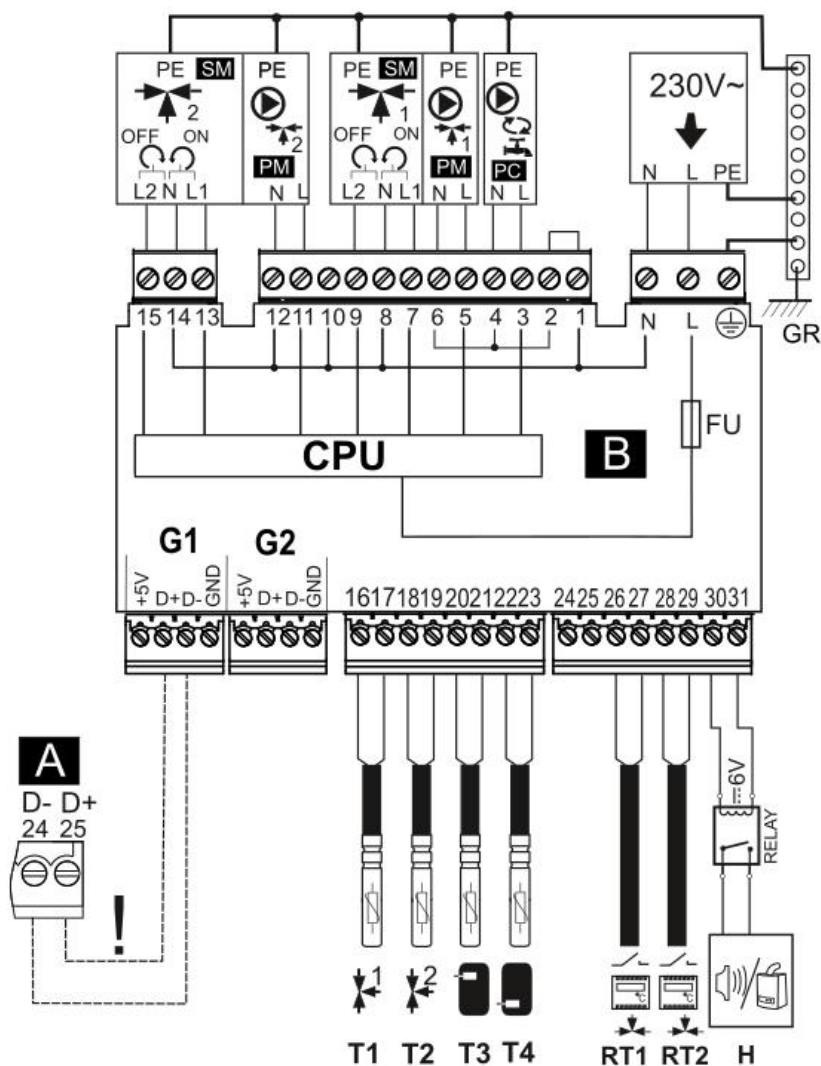 PE SM PE PE SM PE PE
2 2 1 1
230V~
OFF ON OFF ON
PM PM PC
N L PE
L2 N L1 N L L2 N L1 N L N L
GR
15 14 13 12 11 10 9 8 7 6 5 4 3 2 1 N L
FU
CPU B
G1 G2
+5V D+ D- GND +5V D+ D- GND
16 17 18 19 20 21 22 22 23 24 25 26 27 28 29 30 31
A
D- D+
24 25
!
6V
RELAY
1 2
°C °C
T1 T2 T3 T4 RT1 RT2 H